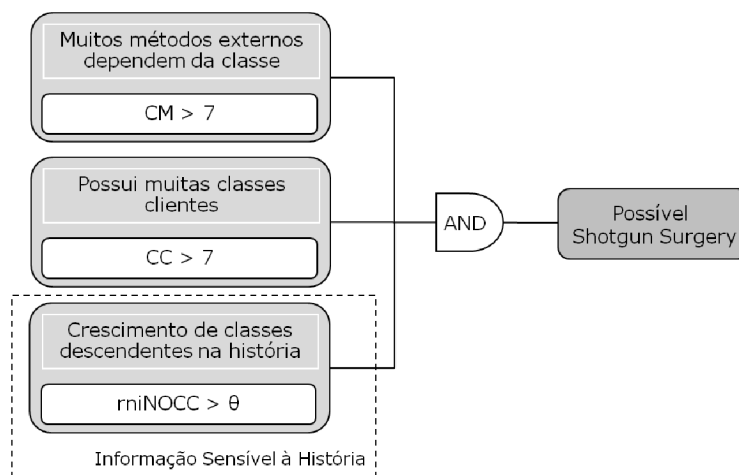 Muitos métodos externos
dependem da classe
CM > 7
Possui muitas classes
clientes
CC > 7
Crescimento de classes
descendentes na história
rniNOCC > θ
Informação Sensível à História
AND
Possível
Shotgun Surgery